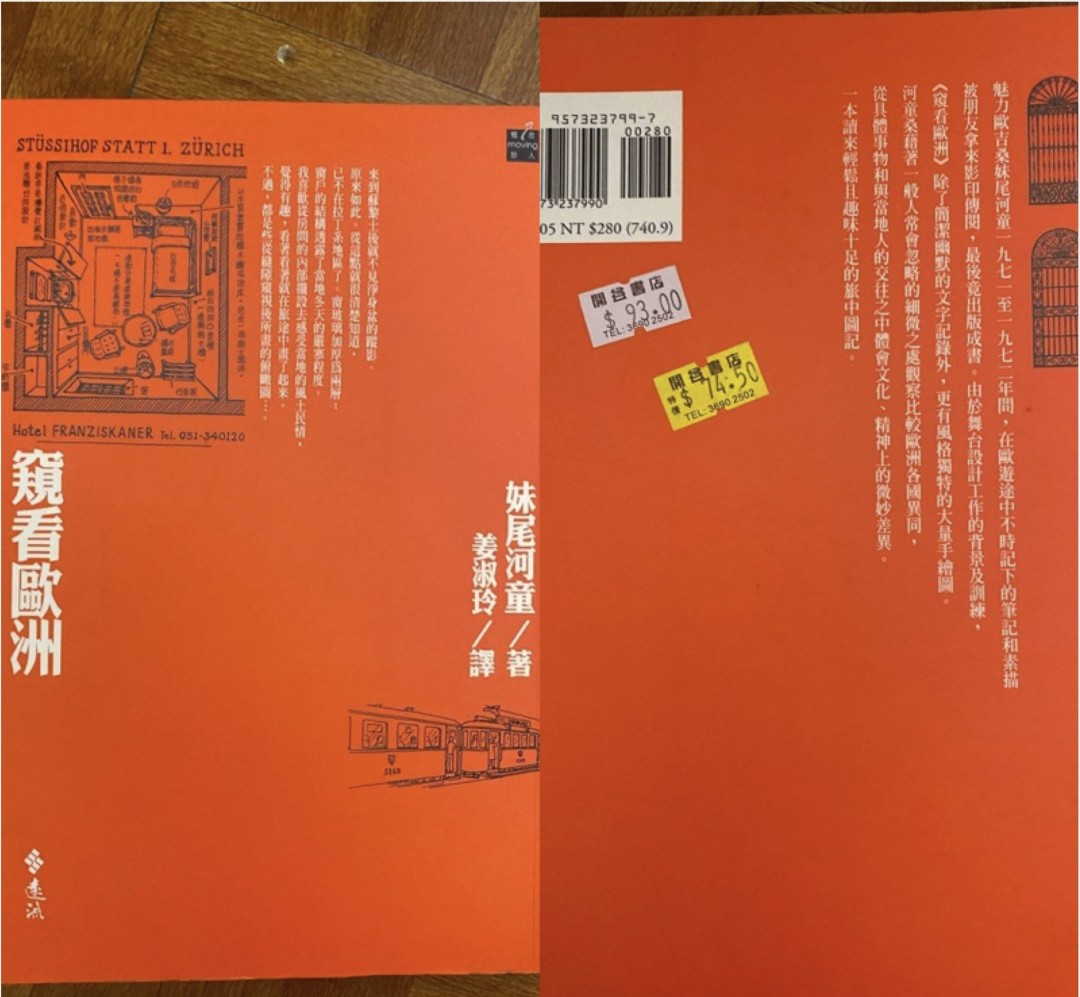 STÜSSIHOF STATT 1. ZÜRICH
Hotel FRANZISKANER Tel. 051-340120
來到蘇黎士後就不見淨身盆的蹤影。
原來如此。從這點就很清楚知道，
已不在拉丁系地區了。窗玻璃加厚為兩層；
窗戶的結構透露了當地冬天的嚴寒程度。
我喜歡從房間的內部擺設去感受當地的風土民情，
覺得有趣，看著看著就在旅途中畫了起來。
不過，都是些從縫隙窺視後所畫的俯瞰圖…。
moving
窺看歐洲
妹尾河童／著
姜淑玲／譯
遠流
957323799-7
00280
73-237990
05 NT $280 (740.9)
開益書店
$ 93.00
TEL: 3690 2502
開益書店
特價 $ 74.50
TEL: 3690 2502
魅力歐吉桑妹尾河童一九七一至一九七二年間，在歐遊途中不時記下的筆記和素描
被朋友拿來影印傳閱，最後竟出版成書。由於舞台設計工作的背景及訓練，
《窺看歐洲》除了簡潔幽默的文字記錄外，更有風格獨特的大量手繪圖。
河童桑藉著一般人常會忽略的細微之處觀察比較歐洲各國異同，
從具體事物和與當地人的交往之中體會文化、精神上的微妙差異。
一本讀來輕鬆且趣味十足的旅中圖記。